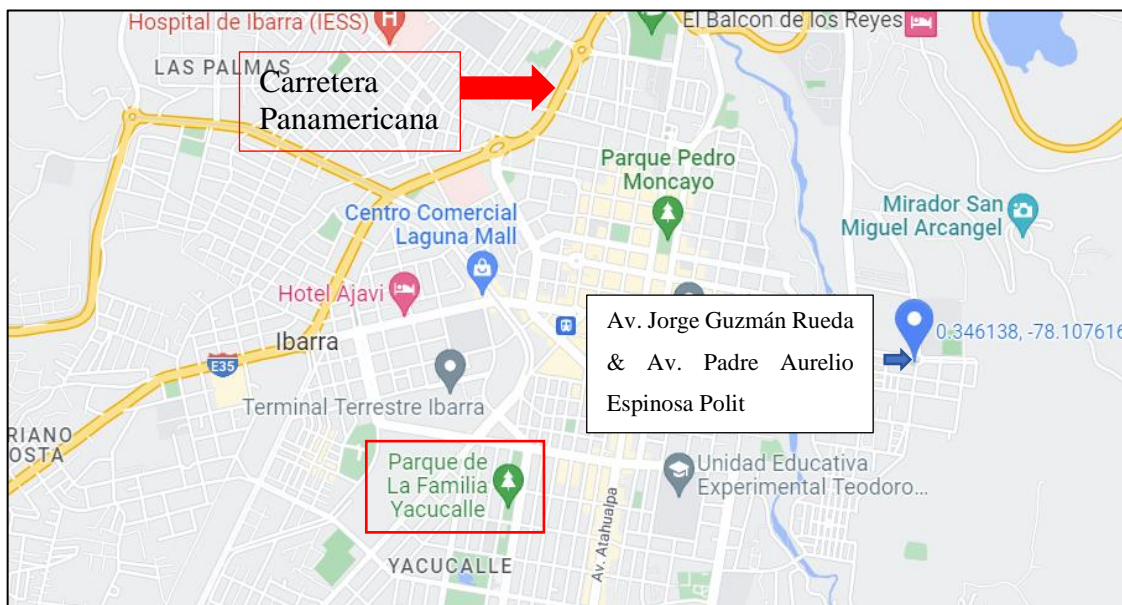 Hospital de Ibarra (IESS)
H
El Balcon de los Reyes
LAS PALMAS
Carretera
Panamericana
Parque Pedro
Moncayo
Mirador San
Miguel Arcangel
Centro Comercial
Laguna Mall
Hotel Ajavi
Av. Jorge Guzmán Rueda
& Av. Padre Aurelio
Espinosa Polit
0.346138, -78.107616
Ibarra
E35
Terminal Terrestre Ibarra
RIANO
OSTA
Parque de
La Familia
Yacucalle
Unidad Educativa
Experimental Teodoro...
Av. Atahualpa
YACUCALLE